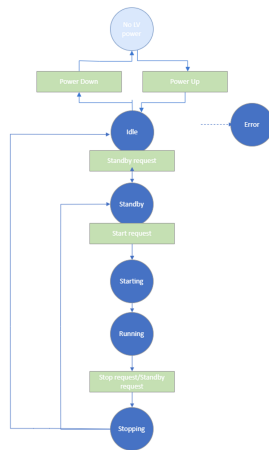 No LV
power
Power Down
Power Up
Idle
Error
Standby request
Standby
Start request
Starting
Running
Stop request/Standby
request
Stopping